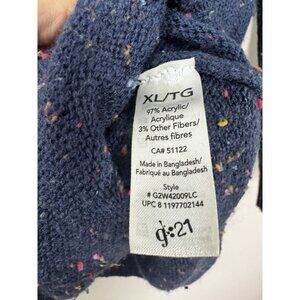 XL/TG
97% Acrylic/
Acrylique
3% Other Fibers/
Autres fibres
CA# 51122
Made in Bangladesh/
Fabriqué au Bangladesh
Style
# G2W42009LC
UPC 8 1197702144
g:21